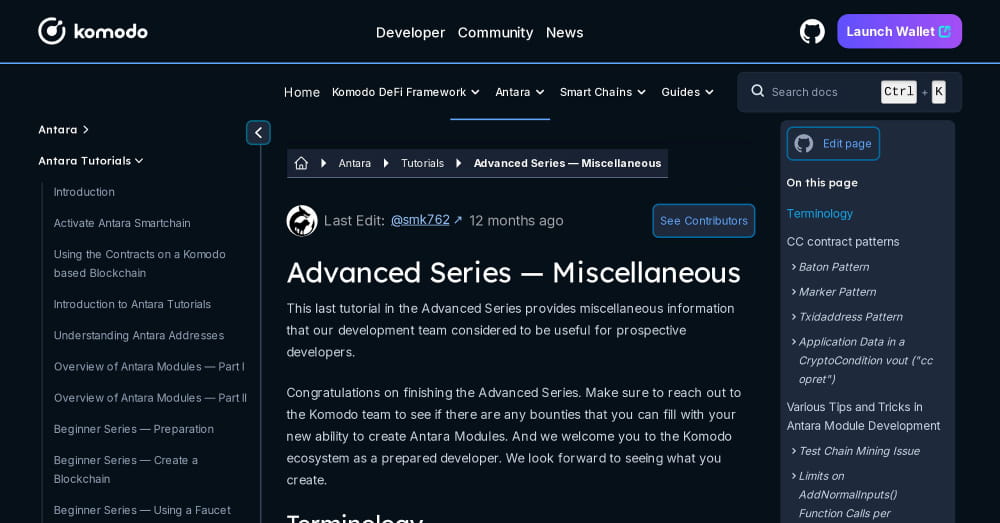 komodo
Developer Community News
Launch Wallet
Home Komodo DeFi Framework Antara Smart Chains Guides
Search docs Ctrl + K
Antara
Antara Tutorials
Introduction
Activate Antara Smartchain
Using the Contracts on a Komodo
based Blockchain
Introduction to Antara Tutorials
Understanding Antara Addresses
Overview of Antara Modules — Part I
Overview of Antara Modules — Part II
Beginner Series — Preparation
Beginner Series — Create a
Blockchain
Beginner Series — Using a Faucet
Antara Tutorials Advanced Series — Miscellaneous
Last Edit: @smk762 ↗ 12 months ago
See Contributors
Advanced Series — Miscellaneous
This last tutorial in the Advanced Series provides miscellaneous information
that our development team considered to be useful for prospective
developers.
Congratulations on finishing the Advanced Series. Make sure to reach out to
the Komodo team to see if there are any bounties that you can fill with your
new ability to create Antara Modules. And we welcome you to the Komodo
ecosystem as a prepared developer. We look forward to seeing what you
create.
Terminology
Edit page
On this page
Terminology
CC contract patterns
Baton Pattern
Marker Pattern
Txidaddress Pattern
Application Data in a
CryptoCondition vout ("cc
opret")
Various Tips and Tricks in
Antara Module Development
Test Chain Mining Issue
Limits on
AddNormalInputs()
Function Calls per